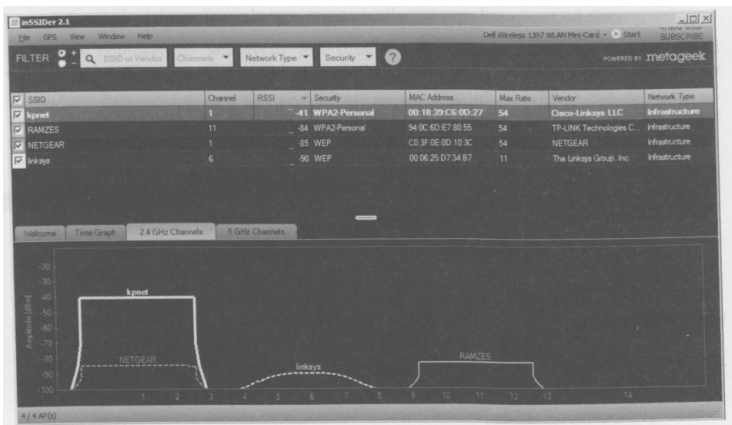 inSSIDer 2.1
File GPS View Window Help
Dell Wireless 1397 WLAN Mini-Card Start
SUBSCRIBE
FILTER + - SSID or Vendor Channels Network Type Security ? POWERED BY metageek
SSID Channel RSSI Security MAC Address Max Rate Vendor Network Type
kpnet 1 -41 WPA2-Personal 00:18:39:C6:0D:27 54 Cisco-Linksys LLC Infrastructure
RAMZES 11 -84 WPA2-Personal 94:0C:6D:E7:80:55 54 TP-LINK Technologies C... Infrastructure
NETGEAR 1 -85 WEP C0:3F:0E:0D:10:3C 54 NETGEAR Infrastructure
linksys 6 -90 WEP 00:06:25:D7:34:B7 11 The Linksys Group, Inc. Infrastructure
Welcome Time Graph 2.4 GHz Channels 5 GHz Channels
Amplitude [dBm]
-20
-30
-40
-50
-60
-70
-80
-90
-100
kpnet
NETGEAR
linksys
RAMZES
1 2 3 4 5 6 7 8 9 10 11 12 13 14
4 / 4 AP(s)